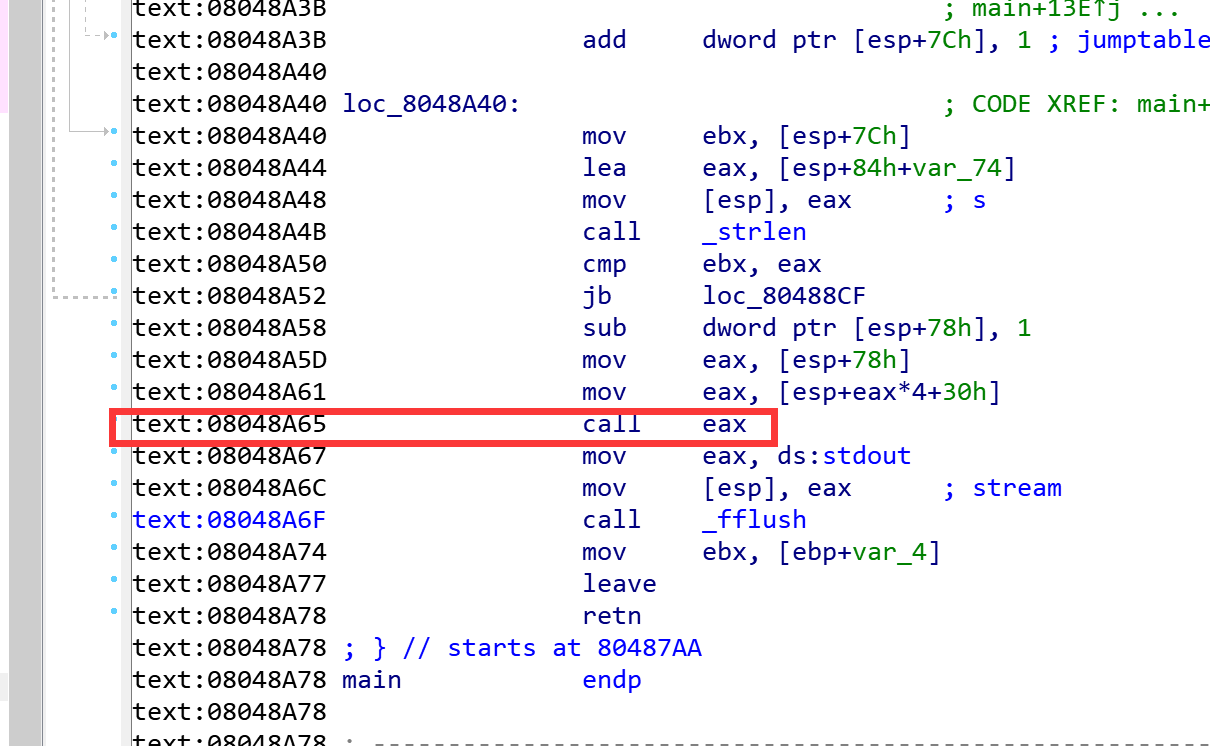 text:08048A3B ; main+13E↑j ...
text:08048A3B add dword ptr [esp+7Ch], 1 ; jumptable
text:08048A40
text:08048A40 loc_8048A40: ; CODE XREF: main+
text:08048A40 mov ebx, [esp+7Ch]
text:08048A44 lea eax, [esp+84h+var_74]
text:08048A48 mov [esp], eax ; s
text:08048A4B call _strlen
text:08048A50 cmp ebx, eax
text:08048A52 jb loc_80488CF
text:08048A58 sub dword ptr [esp+78h], 1
text:08048A5D mov eax, [esp+78h]
text:08048A61 mov eax, [esp+eax*4+30h]
text:08048A65 call eax
text:08048A67 mov eax, ds:stdout
text:08048A6C mov [esp], eax ; stream
text:08048A6F call _fflush
text:08048A74 mov ebx, [ebp+var_4]
text:08048A77 leave
text:08048A78 retn
text:08048A78 ; } // starts at 80487AA
text:08048A78 main endp
text:08048A78
text:08048A78 ; ---------------------------------------------------------